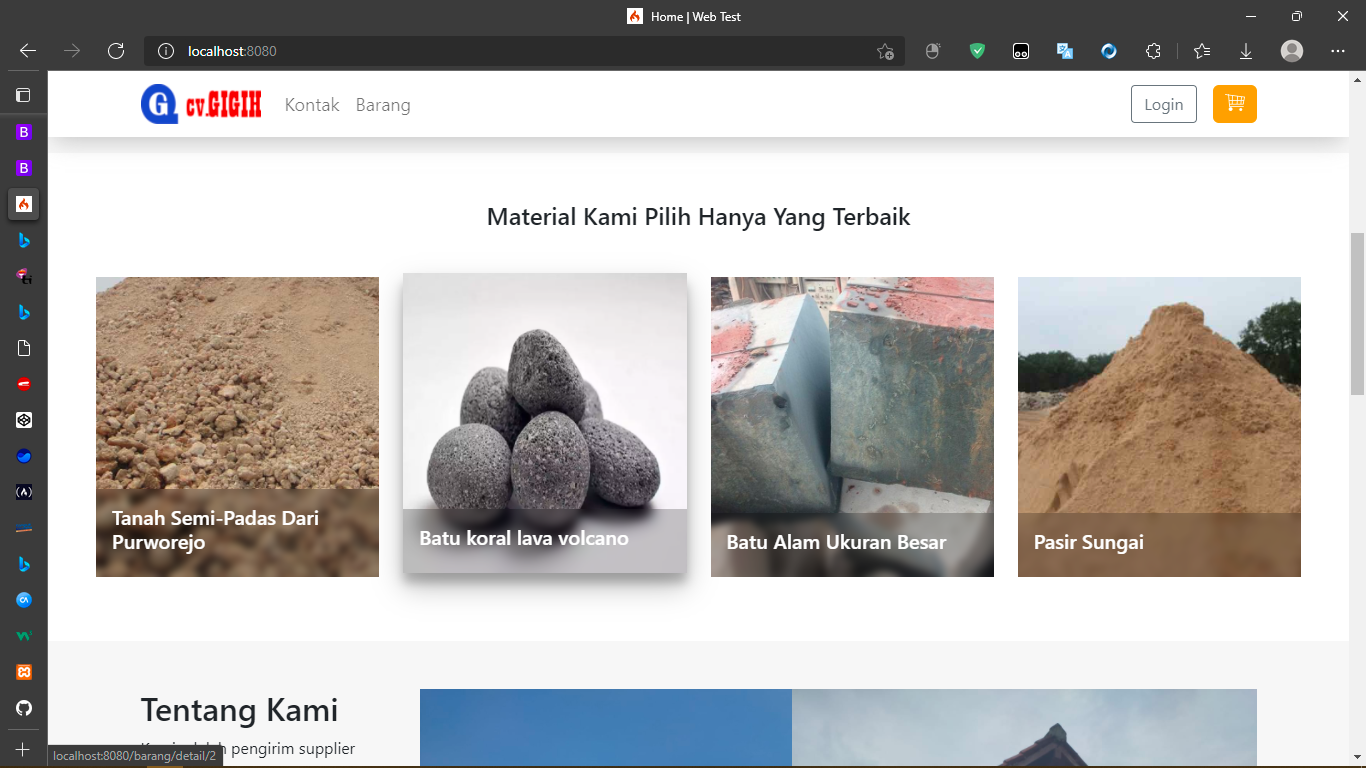 Home | Web Test
localhost:8080
cv.GIGIH
Kontak
Barang
Login
Material Kami Pilih Hanya Yang Terbaik
Tanah Semi-Padas Dari
Purworejo
Batu koral lava volcano
Batu Alam Ukuran Besar
Pasir Sungai
Tentang Kami
pengirim supplier
localhost:8080/barang/detail/2